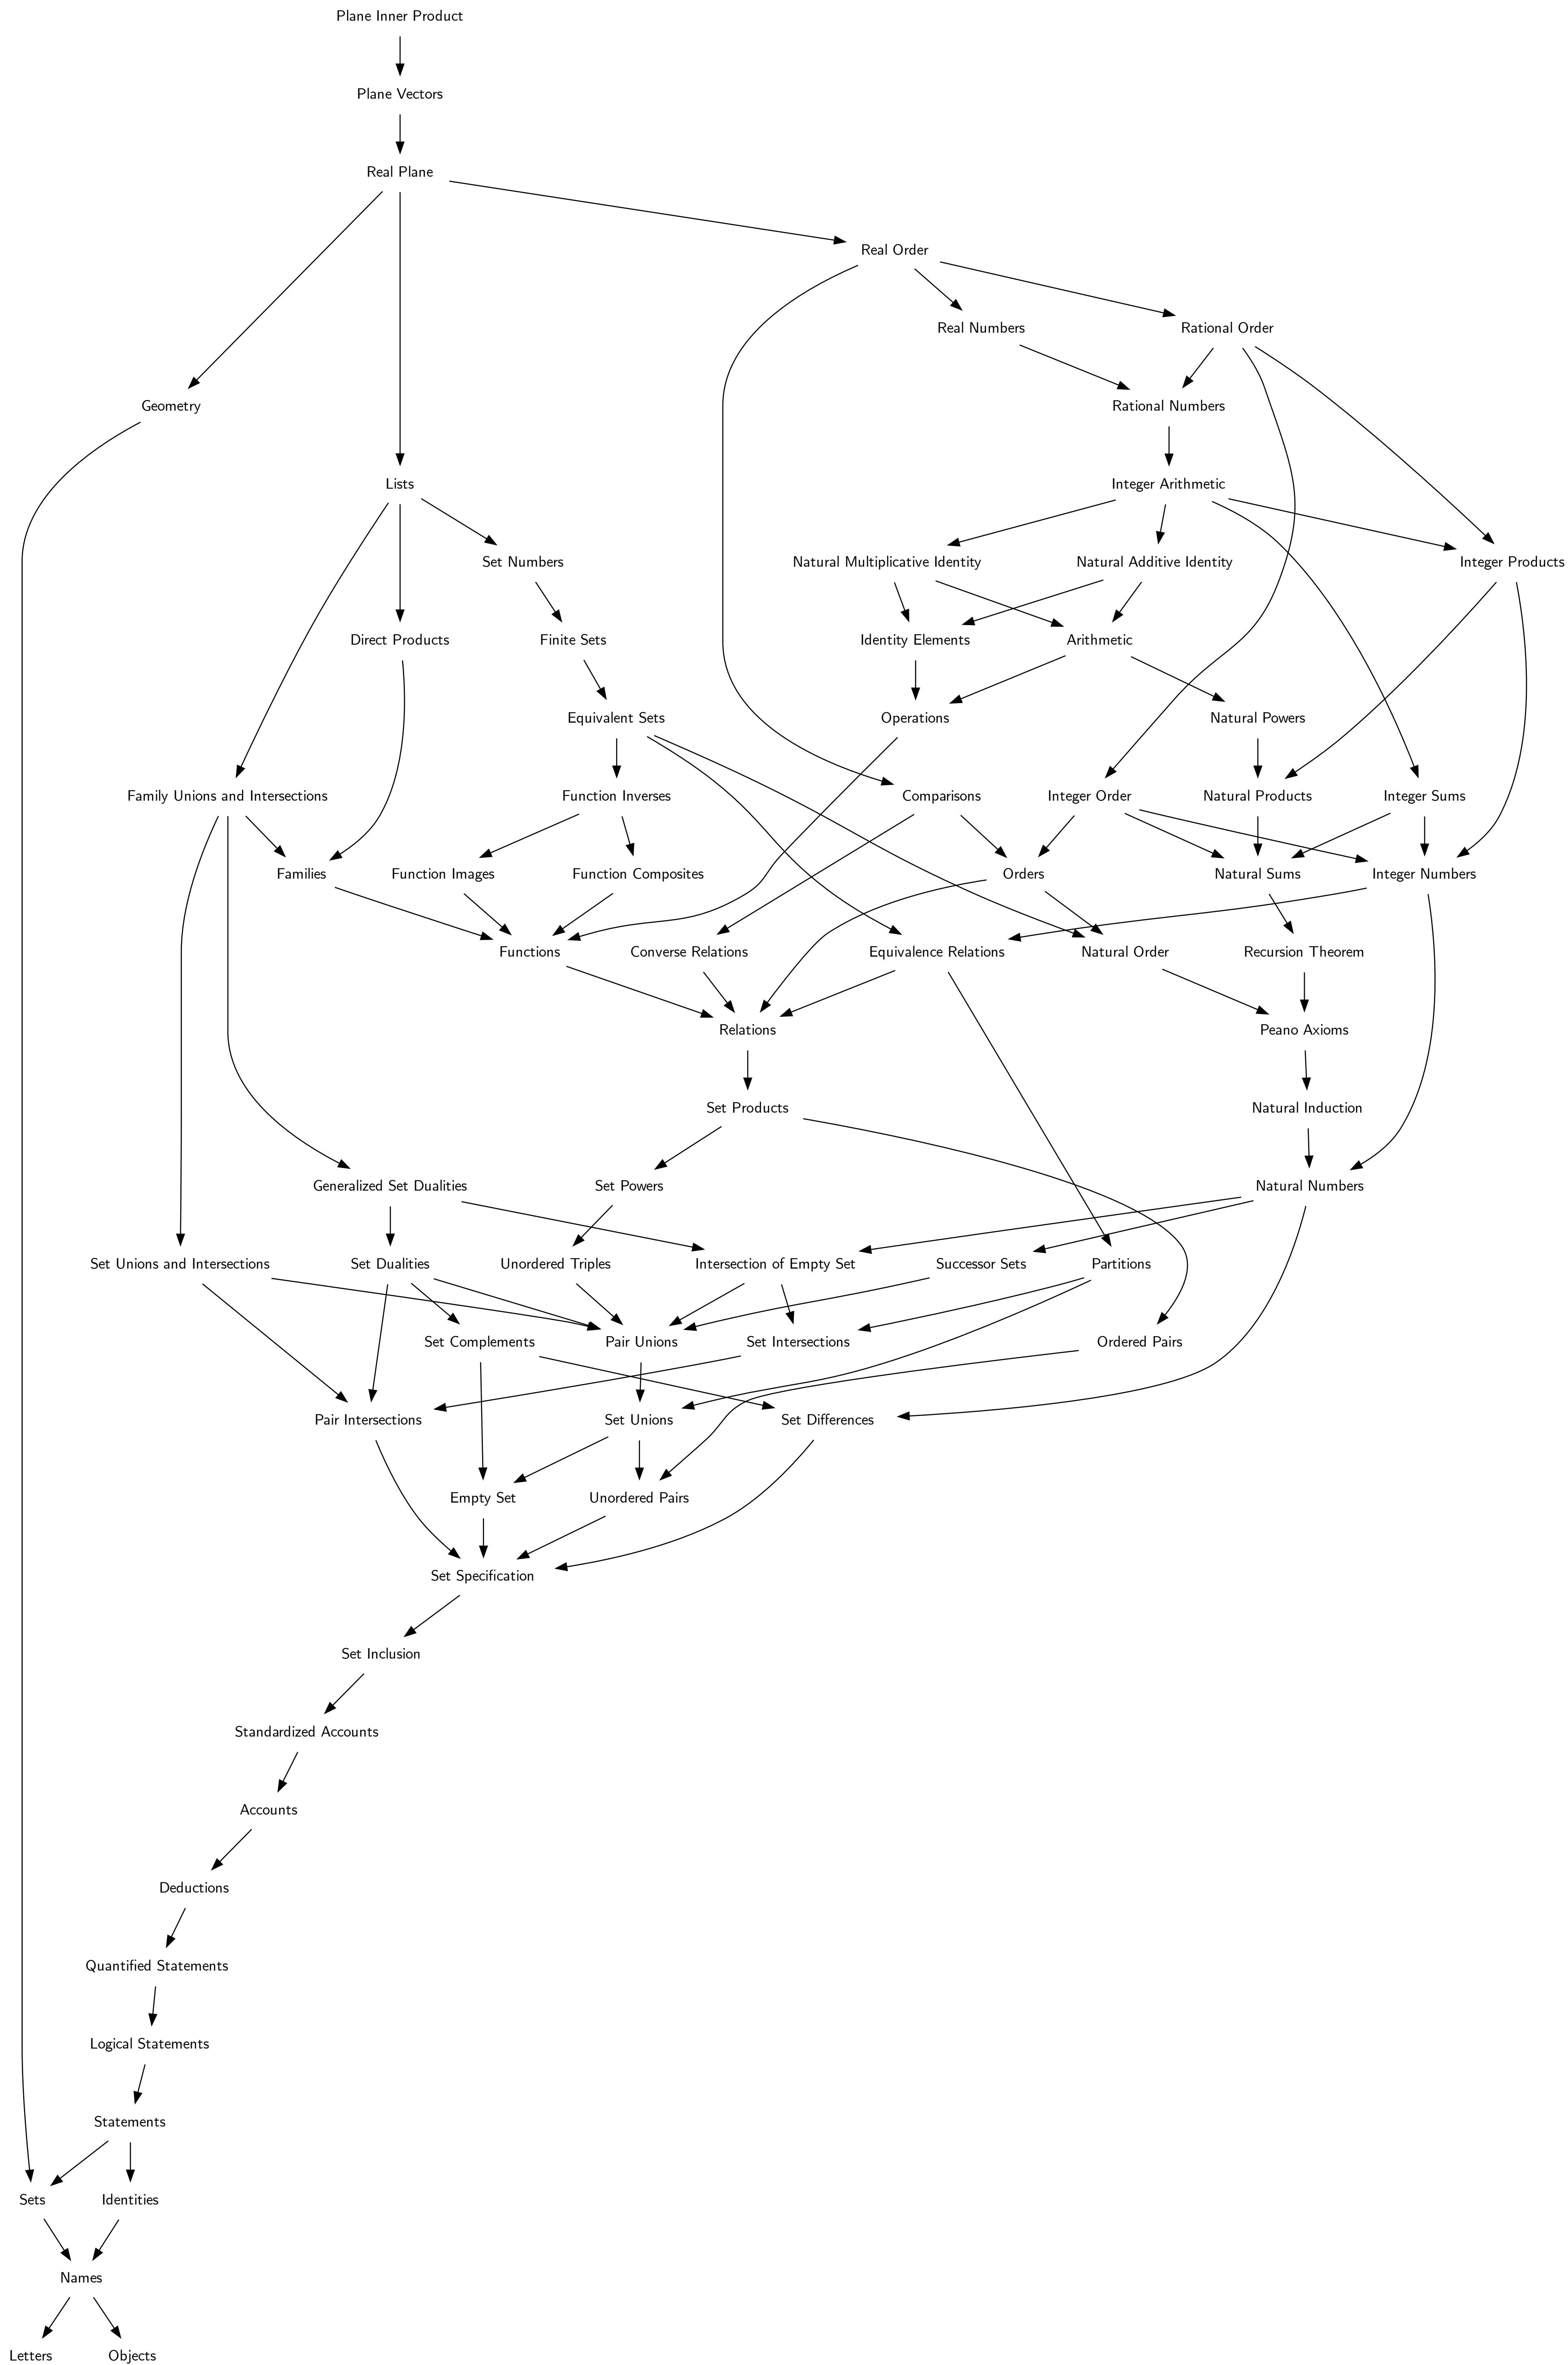 Plane Inner Product
Plane Vectors
Real Plane
Real Order
Real Numbers
Rational Order
Geometry
Rational Numbers
Lists
Integer Arithmetic
Set Numbers
Natural Multiplicative Identity
Natural Additive Identity
Integer Products
Direct Products
Finite Sets
Identity Elements
Arithmetic
Equivalent Sets
Operations
Natural Powers
Family Unions and Intersections
Function Inverses
Comparisons
Integer Order
Natural Products
Integer Sums
Families
Function Images
Function Composites
Orders
Natural Sums
Integer Numbers
Functions
Converse Relations
Equivalence Relations
Natural Order
Recursion Theorem
Relations
Peano Axioms
Set Products
Natural Induction
Generalized Set Dualities
Set Powers
Natural Numbers
Set Unions and Intersections
Set Dualities
Unordered Triples
Intersection of Empty Set
Successor Sets
Partitions
Set Complements
Pair Unions
Set Intersections
Ordered Pairs
Pair Intersections
Set Unions
Set Differences
Empty Set
Unordered Pairs
Set Specification
Set Inclusion
Standardized Accounts
Accounts
Deductions
Quantified Statements
Logical Statements
Statements
Sets
Identities
Names
Letters
Objects